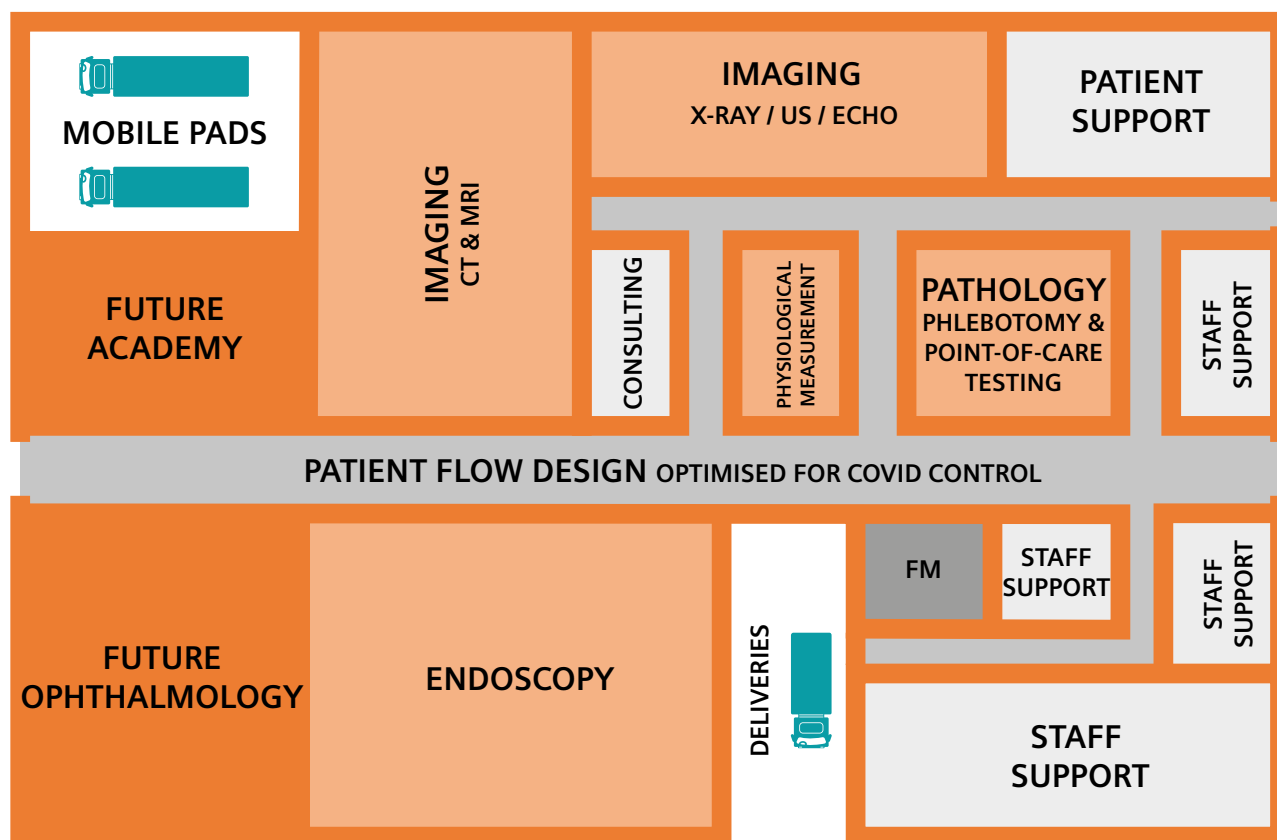 MOBILE PADS
FUTURE
ACADEMY
IMAGING
CT & MRI
IMAGING
X-RAY / US / ECHO
PATIENT
SUPPORT
CONSULTING
PHYSIOLOGICAL
MEASUREMENT
PATHOLOGY
PHLEBOTOMY &
POINT-OF-CARE
TESTING
STAFF
SUPPORT
PATIENT FLOW DESIGN OPTIMISED FOR COVID CONTROL
FUTURE
OPHTHALMOLOGY
ENDOSCOPY
DELIVERIES
FM
STAFF
SUPPORT
STAFF
SUPPORT
STAFF
SUPPORT